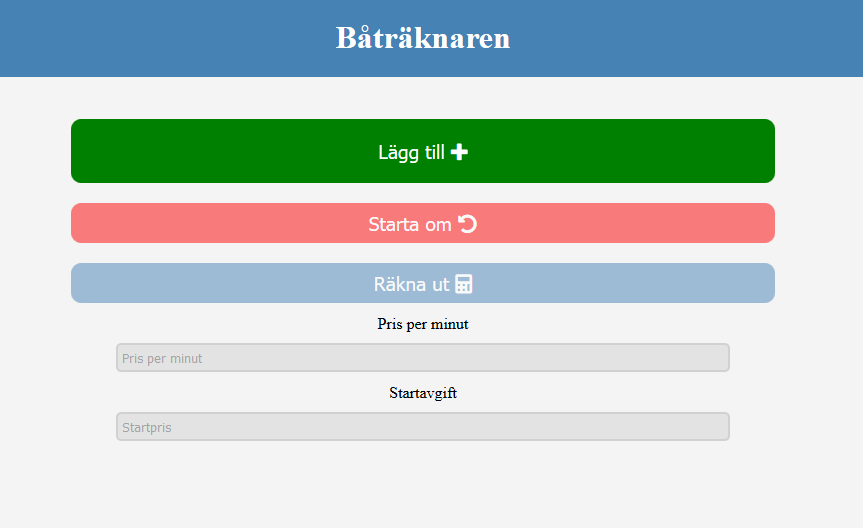 Båträknaren
Lägg till
Starta om
Räkna ut
Pris per minut
Pris per minut
Startavgift
Startpris